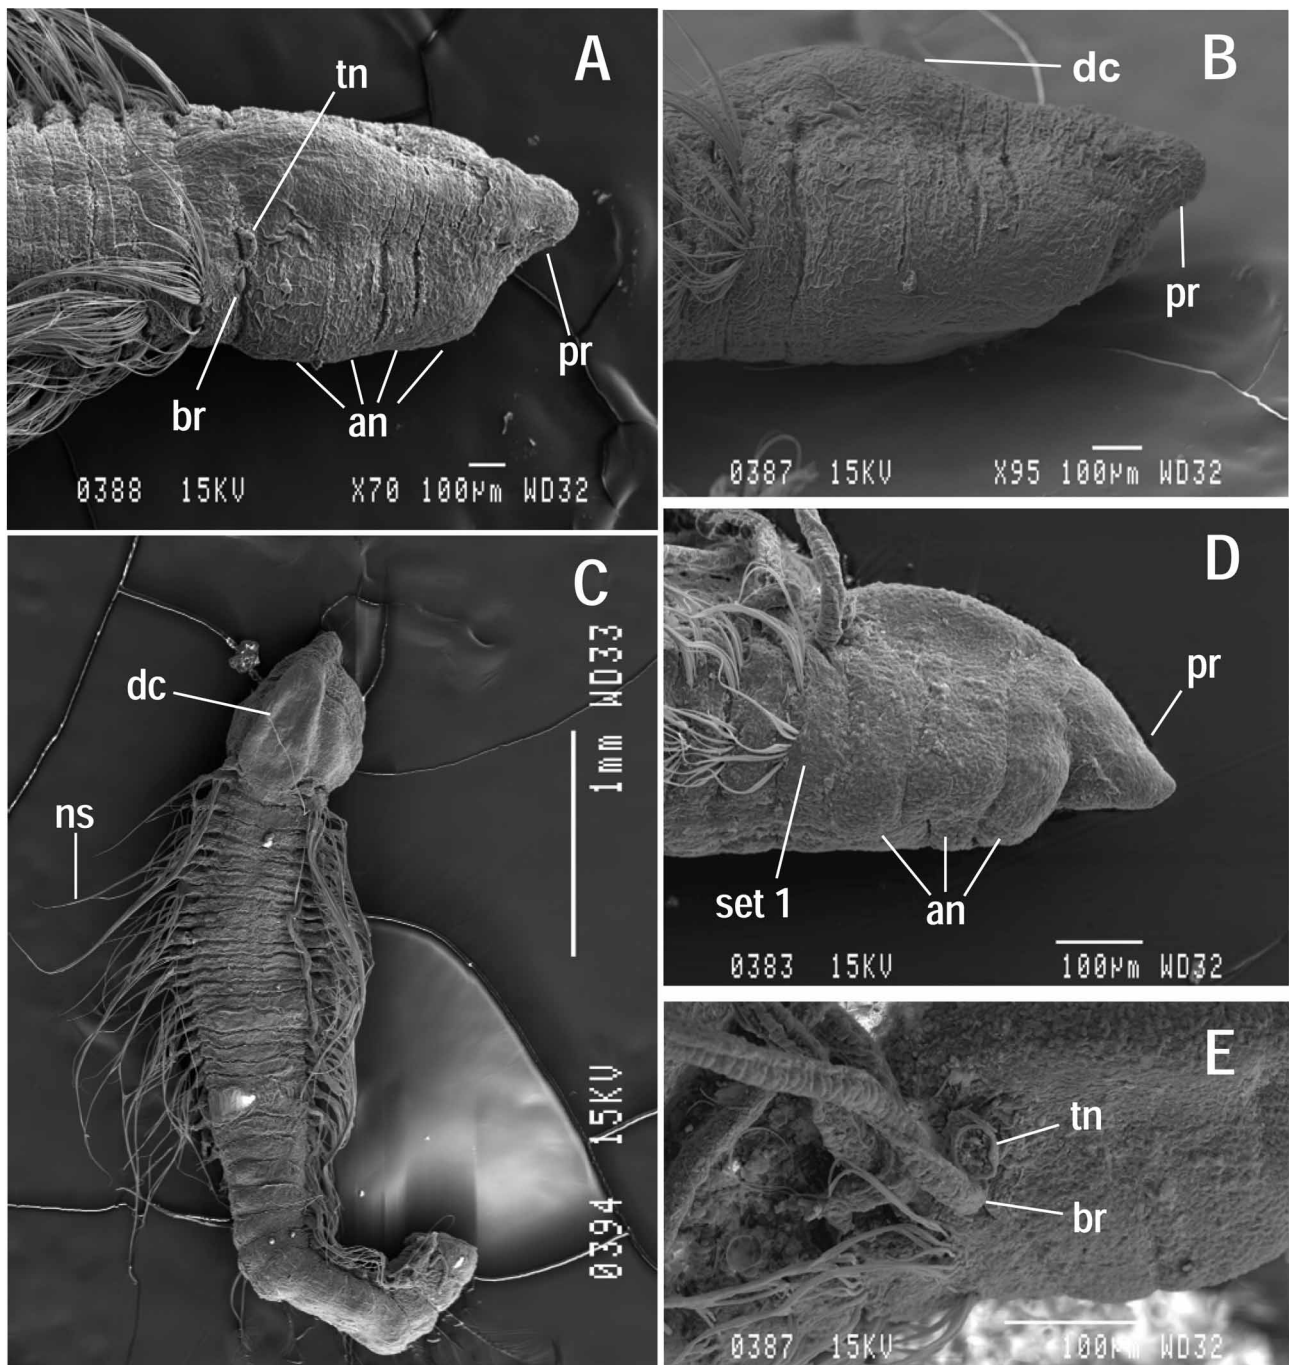 A
tn
pr
br
an
0388 15KV X70 100µm WD32
B
dc
pr
0387 15KV X95 100µm WD32
C
dc
ns
0394 15KV 1mm WD33
D
pr
set 1
an
0383 15KV 100µm WD32
E
tn
br
0387 15KV 100µm WD32